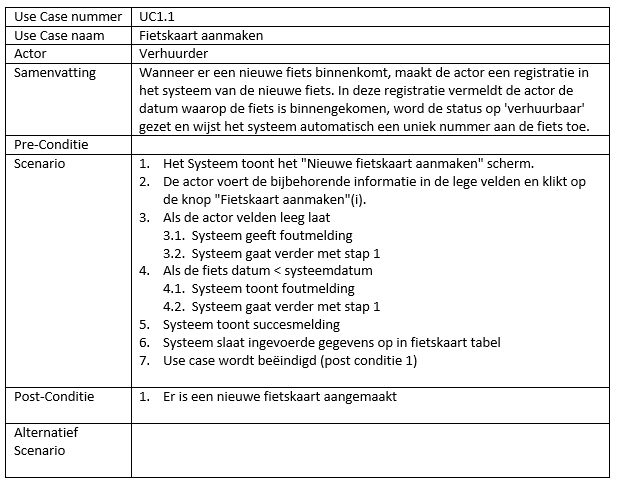 Use Case nummer UC1.1
Use Case naam Fietskaart aanmaken
Actor Verhuurder
Samenvatting Wanneer er een nieuwe fiets binnenkomt, maakt de actor een registratie in
het systeem van de nieuwe fiets. In deze registratie vermeldt de actor de
datum waarop de fiets is binnengekomen, word de status op 'verhuurbaar'
gezet en wijst het systeem automatisch een uniek nummer aan de fiets toe.
Pre-Conditie
Scenario 1. Het Systeem toont het "Nieuwe fietskaart aanmaken" scherm.
2. De actor voert de bijbehorende informatie in de lege velden en klikt op
de knop "Fietskaart aanmaken"(i).
3. Als de actor velden leeg laat
3.1. Systeem geeft foutmelding
3.2. Systeem gaat verder met stap 1
4. Als de fiets datum < systeemdatum
4.1. Systeem toont foutmelding
4.2. Systeem gaat verder met stap 1
5. Systeem toont succesmelding
6. Systeem slaat ingevoerde gegevens op in fietskaart tabel
7. Use case wordt beëindigd (post conditie 1)
Post-Conditie 1. Er is een nieuwe fietskaart aangemaakt
Alternatief
Scenario